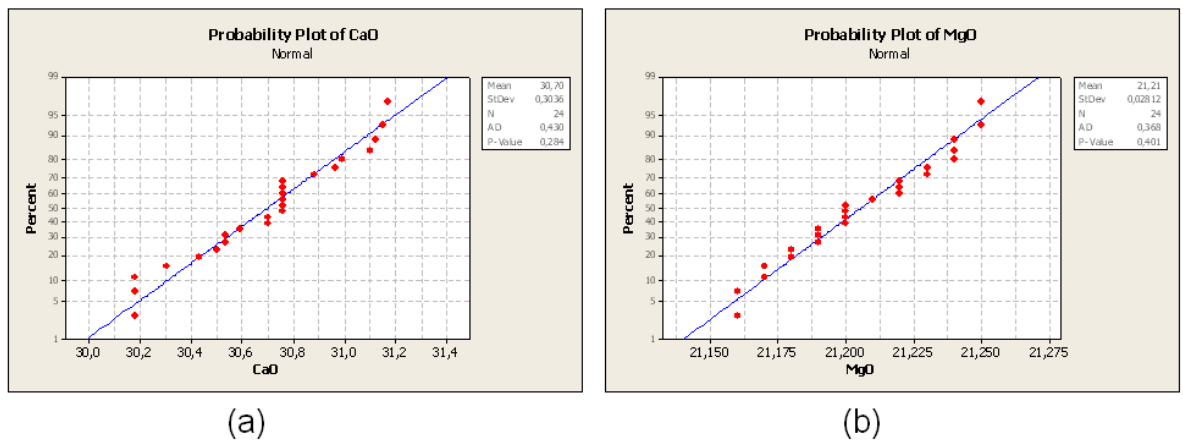 Probability Plot of CaO
Normal
99
95
90
80
70
60
50
40
30
20
10
5
1
Percent
30,0 30,2 30,4 30,6 30,8 31,0 31,2 31,4
CaO
Mean 30,70
StDev 0,3036
N 24
AD 0,430
P-Value 0,284
(a)
Probability Plot of MgO
Normal
99
95
90
80
70
60
50
40
30
20
10
5
1
Percent
21,150 21,175 21,200 21,225 21,250 21,275
MgO
Mean 21,21
StDev 0,02812
N 24
AD 0,368
P-Value 0,401
(b)